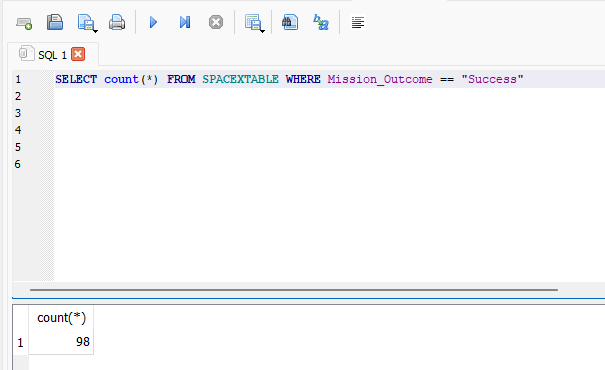 SQL 1
1 SELECT count(*) FROM SPACEXTABLE WHERE Mission_Outcome == "Success"
2
3
4
5
6
count(*)
1 98